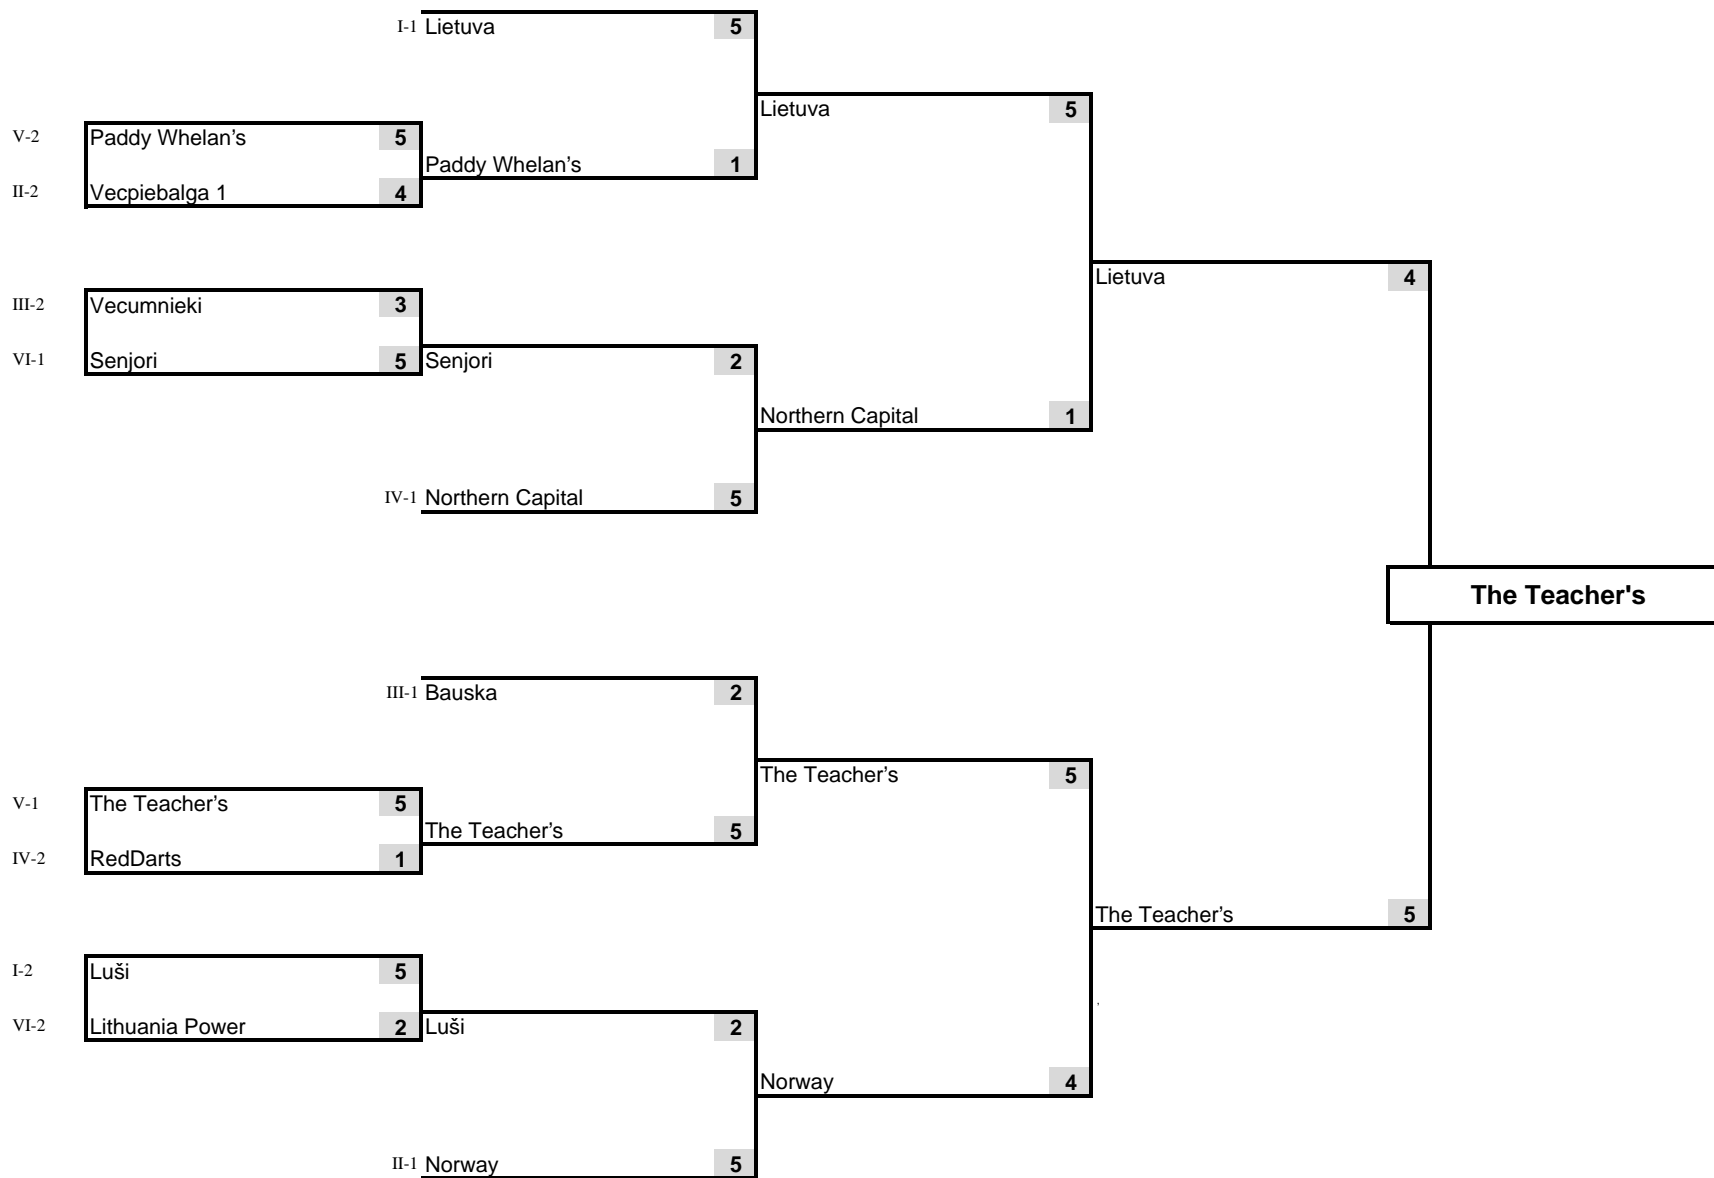 I-1 Lietuva 5
Lietuva 5
V-2 Paddy Whelan’s 5
Paddy Whelan’s 1
II-2 Vecpiebalga 1 4
Lietuva 4
III-2 Vecumnieki 3
VI-1 Senjori 5 Senjori 2
Northern Capital 1
IV-1 Northern Capital 5
The Teacher's
III-1 Bauska 2
The Teacher’s 5
V-1 The Teacher’s 5
The Teacher’s 5
IV-2 RedDarts 1
The Teacher’s 5
I-2 Luši 5
,
VI-2 Lithuania Power 2 Luši 2
Norway 4
II-1 Norway 5